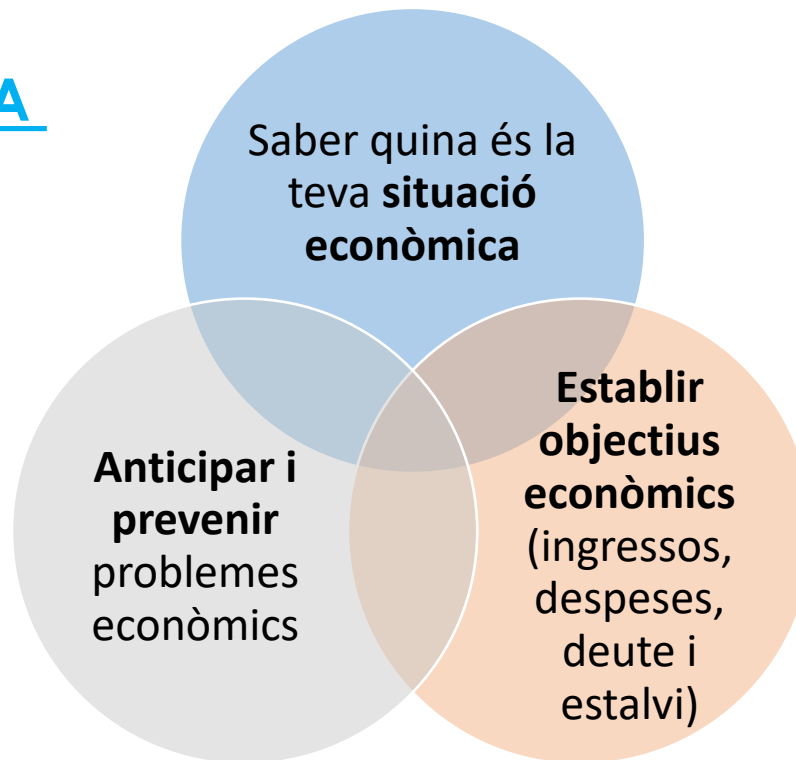 A
Saber quina és la
teva situació
econòmica
Anticipar i
prevenir
problemes
econòmics
Establir
objectius
econòmics
(ingressos,
despeses,
deute i
estalvi)